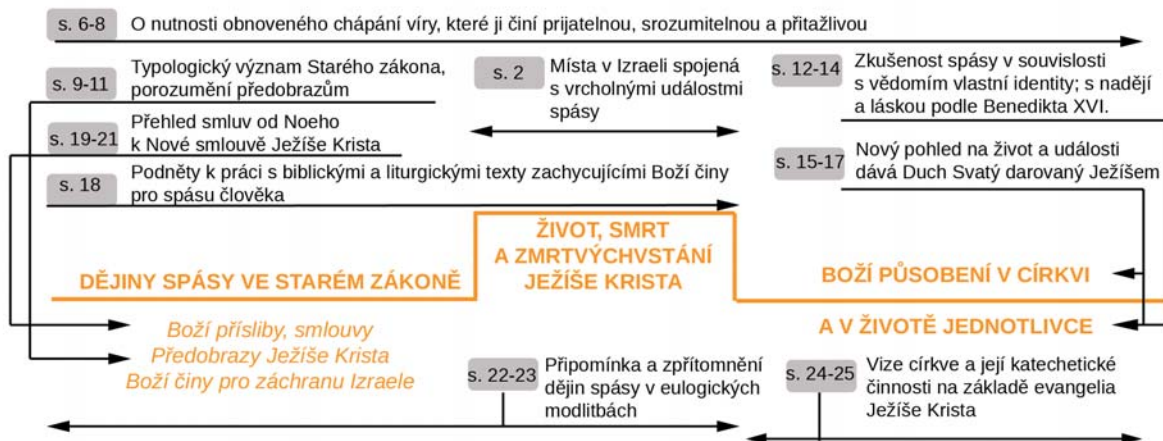 s. 6-8 O nutnosti obnoveného chápání víry, které ji činí prijatelnou, srozumitelnou a přitažlivou
s. 9-11 Typologický význam Starého zákona,
porozumění předobrazům
s. 2 Místa v Izraeli spojená
s vrcholnými událostmi
spásy
s. 12-14 Zkušenost spásy v souvislosti
s vědomím vlastní identity; s nadějí
a láskou podle Benedikta XVI.
s. 19-21 Přehled smluv od Noeho
k Nové smlouvě Ježíše Krista
s. 15-17 Nový pohled na život a události
dává Duch Svatý darovaný Ježíšem
s. 18 Podněty k práci s biblickými a liturgickými texty zachycujícími Boží činy
pro spásu člověka
DĚJINY SPÁSY VE STARÉM ZÁKONĚ
ŽIVOT, SMRT
A ZMRTVÝCHVSTÁNÍ
JEŽÍŠE KRISTA
BOŽÍ PŮSOBENÍ V CÍRKVI
A V ŽIVOTĚ JEDNOTLIVCE
Boží přísliby, smlouvy
Předobrazy Ježíše Krista
Boží činy pro záchranu Izraele
s. 22-23 Připomínka a zpřítomnění
dějin spásy v eulogických
modlitbách
s. 24-25 Vize církve a její katechetické
činnosti na základě evangelia
Ježíše Krista